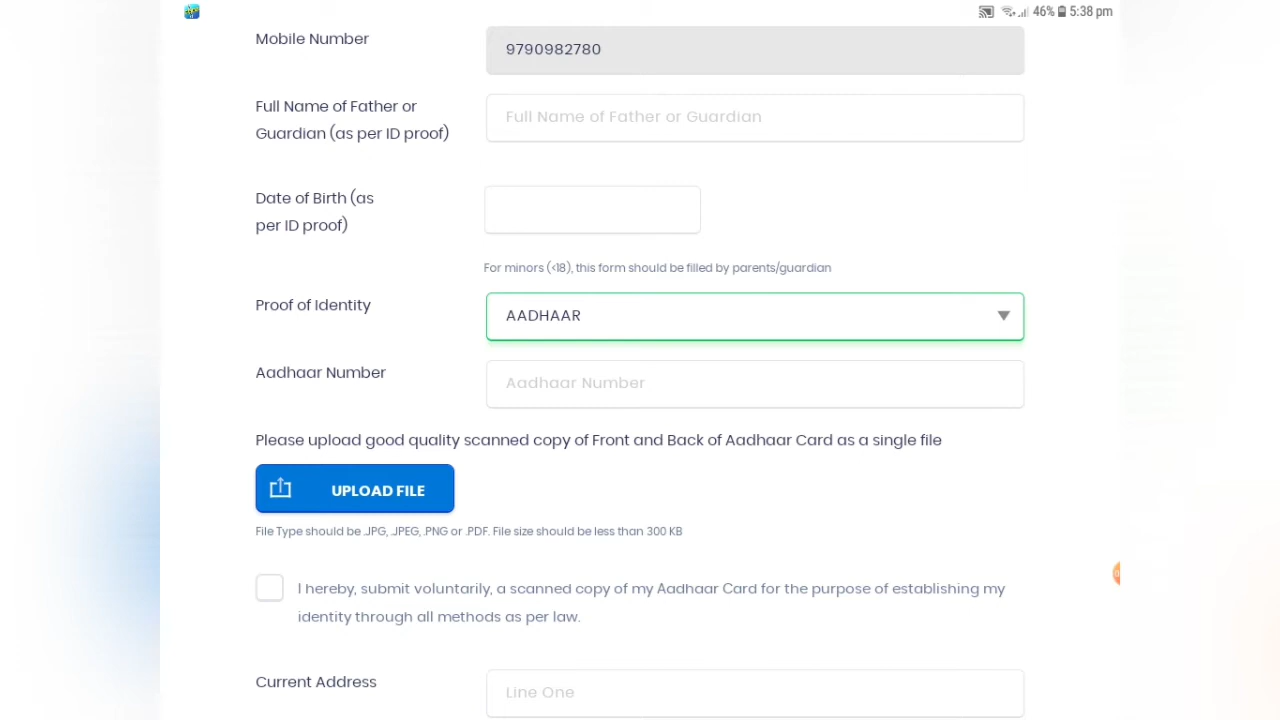 46% 5:38 pm
Mobile Number
9790982780
Full Name of Father or
Guardian (as per ID proof)
Full Name of Father or Guardian
Date of Birth (as
per ID proof)
For minors (<18), this form should be filled by parents/guardian
Proof of Identity
AADHAAR
Aadhaar Number
Aadhaar Number
Please upload good quality scanned copy of Front and Back of Aadhaar Card as a single file
UPLOAD FILE
File Type should be .JPG, .JPEG, .PNG or .PDF. File size should be less than 300 KB
I hereby, submit voluntarily, a scanned copy of my Aadhaar Card for the purpose of establishing my
identity through all methods as per law.
Current Address
Line One